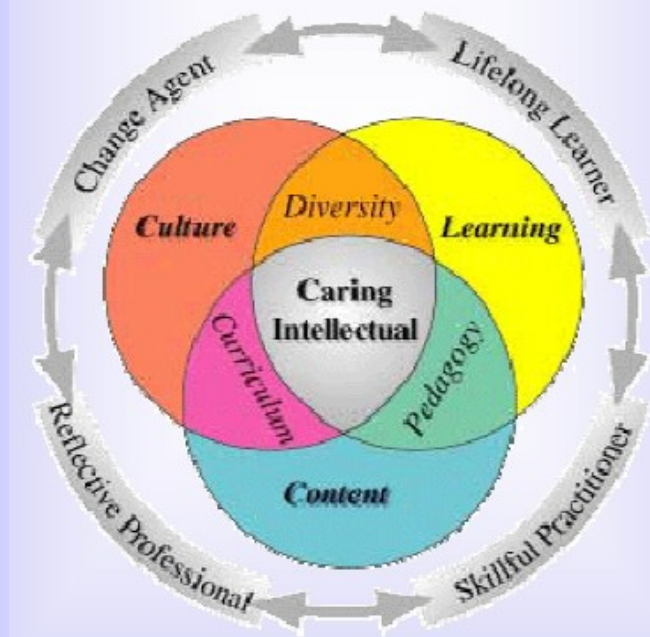 Change Agent
Lifelong Learner
Diversity
Culture
Learning
Caring
Intellectual
Curriculum
Pedagogy
Content
Reflective Professional
Skillful Practitioner